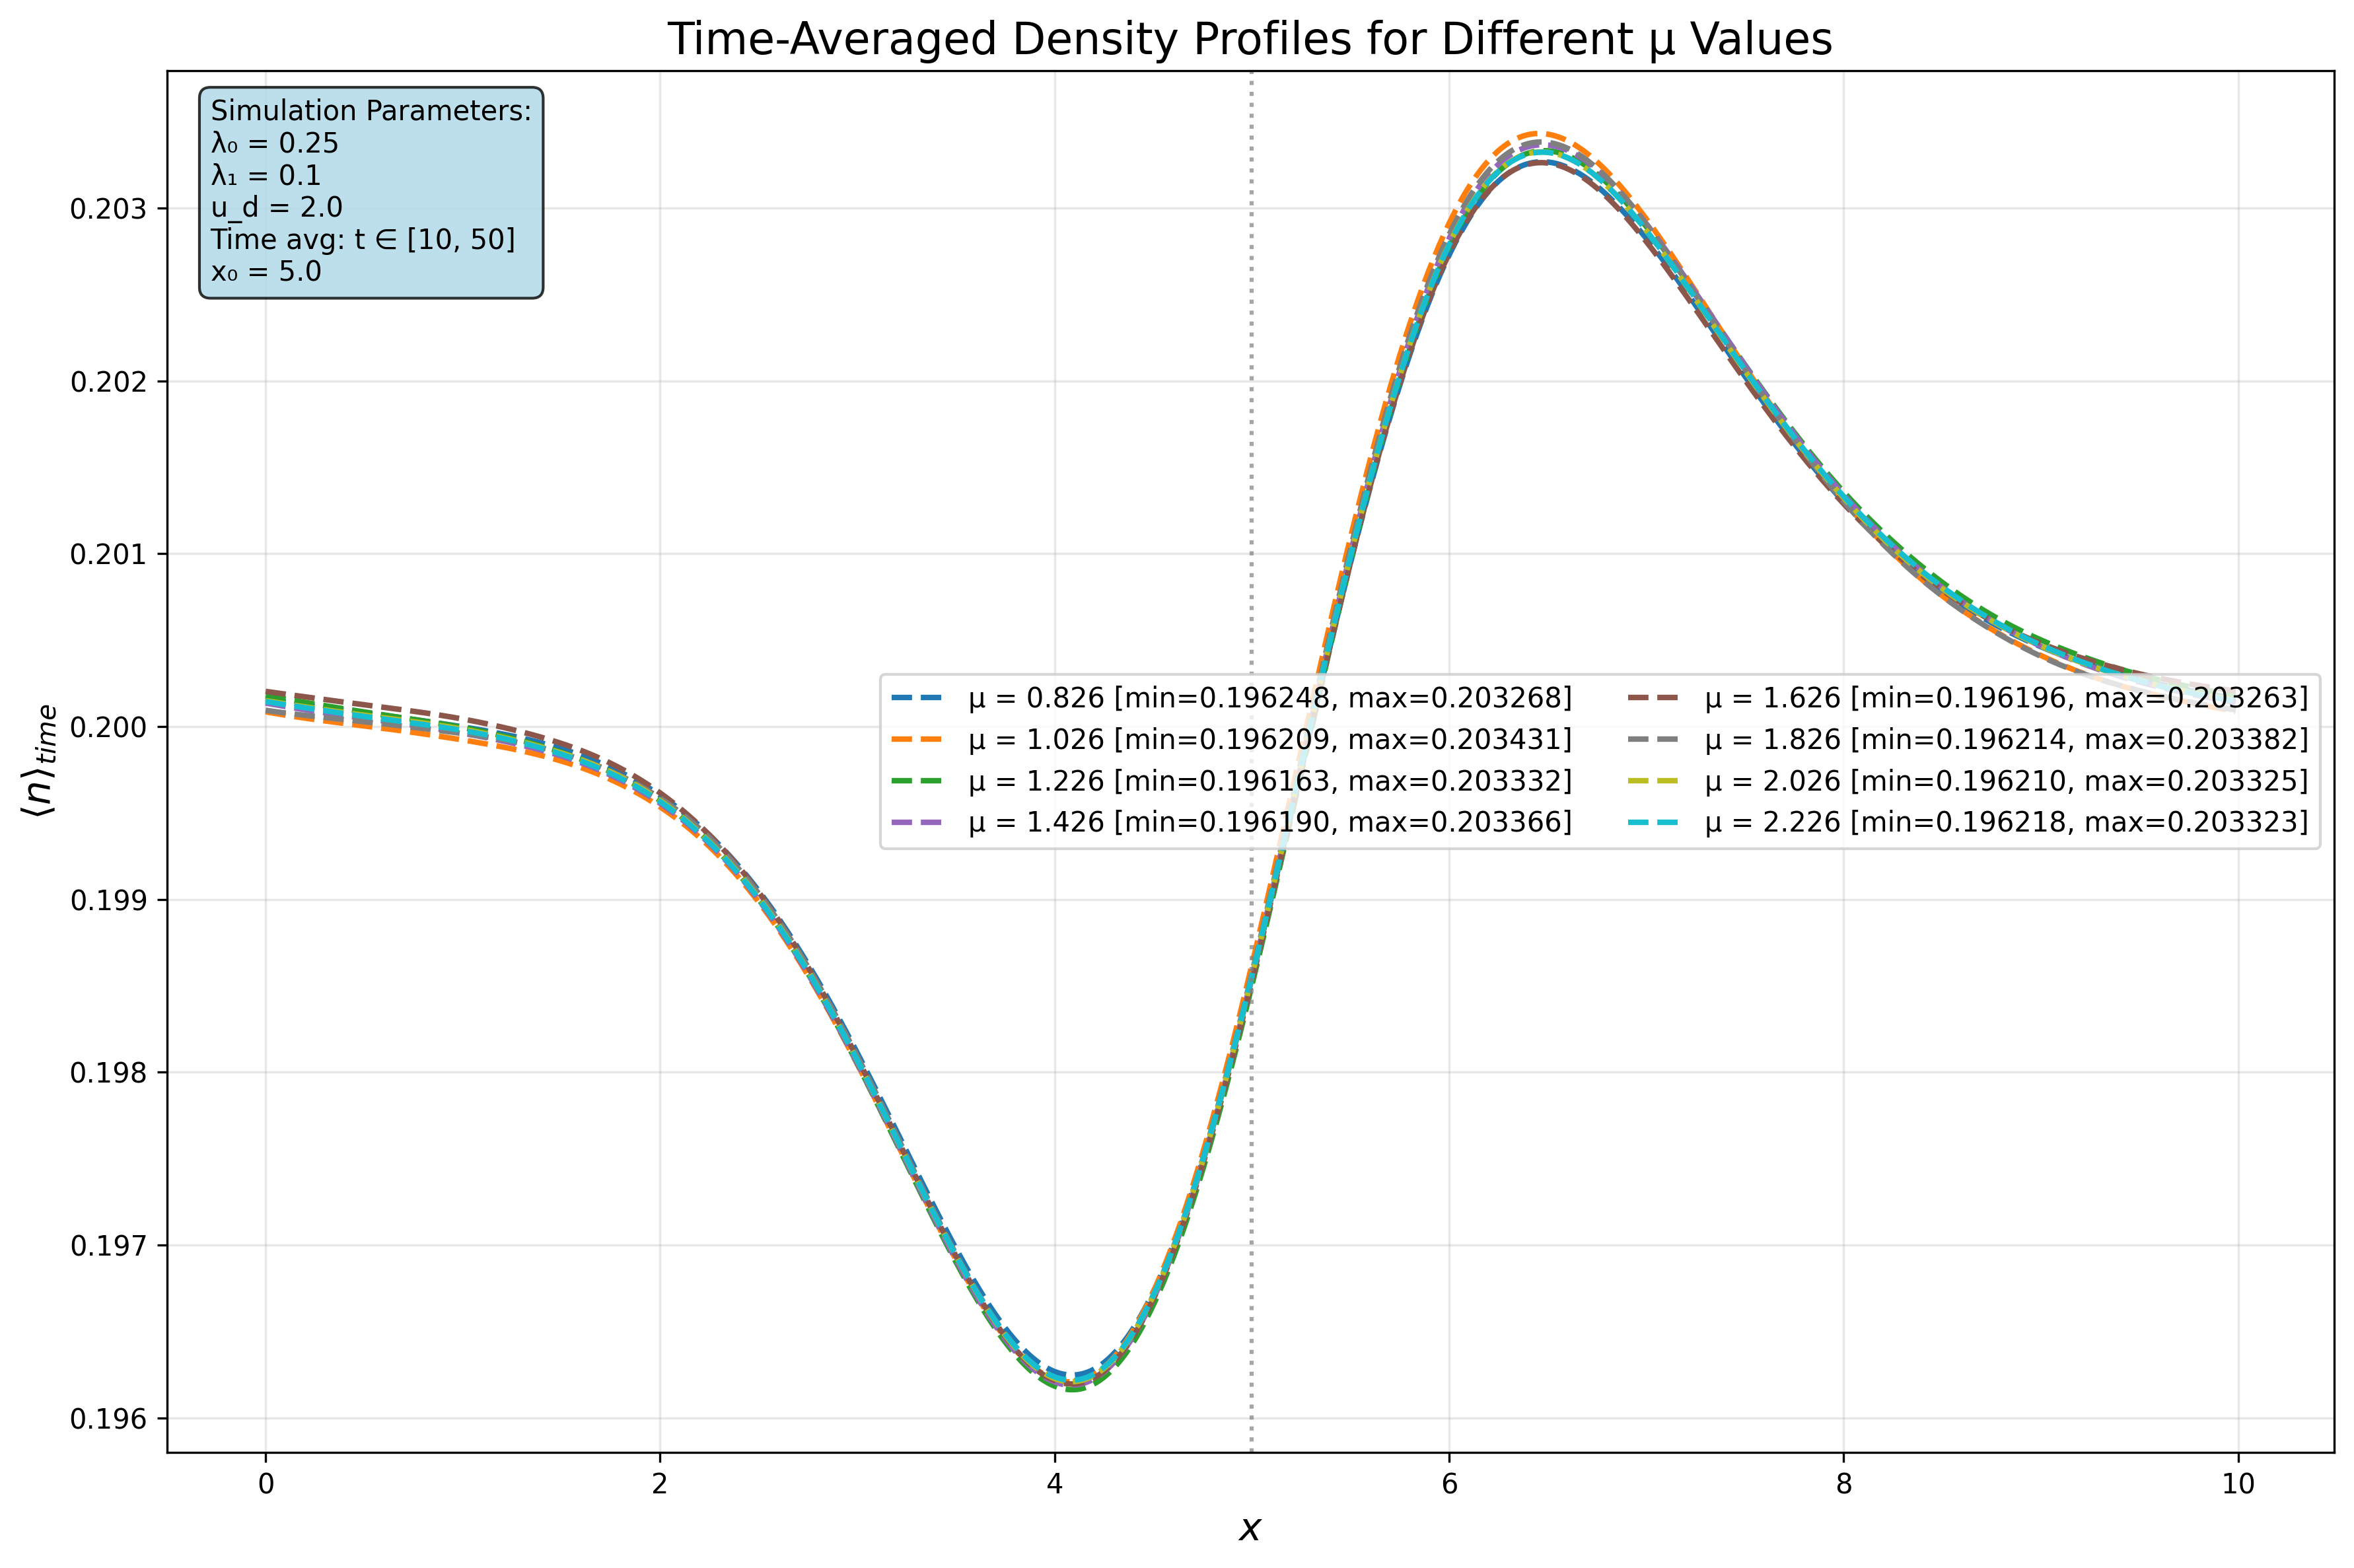 Time-Averaged Density Profiles for Different μ Values
Simulation Parameters:
λ₀ = 0.25
λ₁ = 0.1
u_d = 2.0
Time avg: t ∈ [10, 50]
x₀ = 5.0
0.203
0.202
0.201
0.200
0.199
0.198
0.197
0.196
⟨n⟩time
μ = 0.826 [min=0.196248, max=0.203268]
μ = 1.026 [min=0.196209, max=0.203431]
μ = 1.226 [min=0.196163, max=0.203332]
μ = 1.426 [min=0.196190, max=0.203366]
μ = 1.626 [min=0.196196, max=0.203263]
μ = 1.826 [min=0.196214, max=0.203382]
μ = 2.026 [min=0.196210, max=0.203325]
μ = 2.226 [min=0.196218, max=0.203323]
0 2 4 6 8 10
x